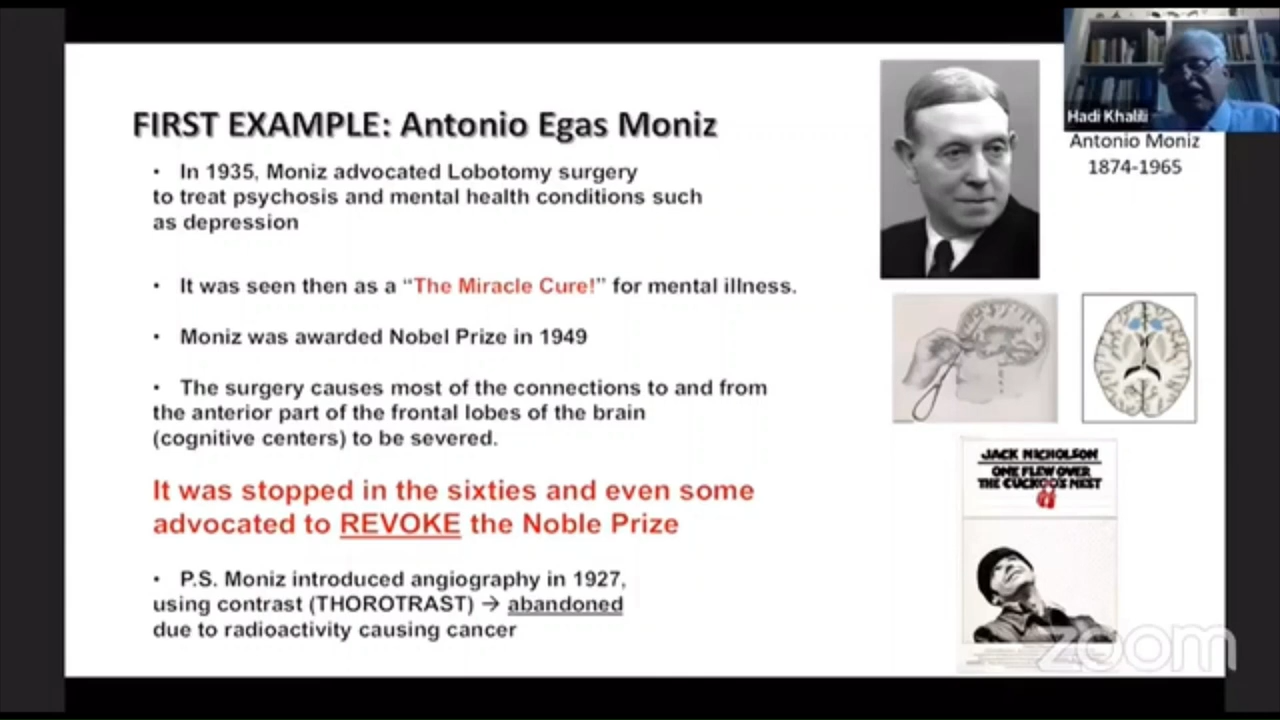 FIRST EXAMPLE: Antonio Egas Moniz
• In 1935, Moniz advocated Lobotomy surgery
to treat psychosis and mental health conditions such
as depression
• It was seen then as a “The Miracle Cure!” for mental illness.
• Moniz was awarded Nobel Prize in 1949
• The surgery causes most of the connections to and from
the anterior part of the frontal lobes of the brain
(cognitive centers) to be severed.
It was stopped in the sixties and even some
advocated to REVOKE the Noble Prize
• P.S. Moniz introduced angiography in 1927,
using contrast (THOROTRAST) → abandoned
due to radioactivity causing cancer
Hadi Khalili
Antonio Moniz
1874-1965
JACK NICHOLSON
ONE FLEW OVER
THE CUCKOO'S NEST
zoom